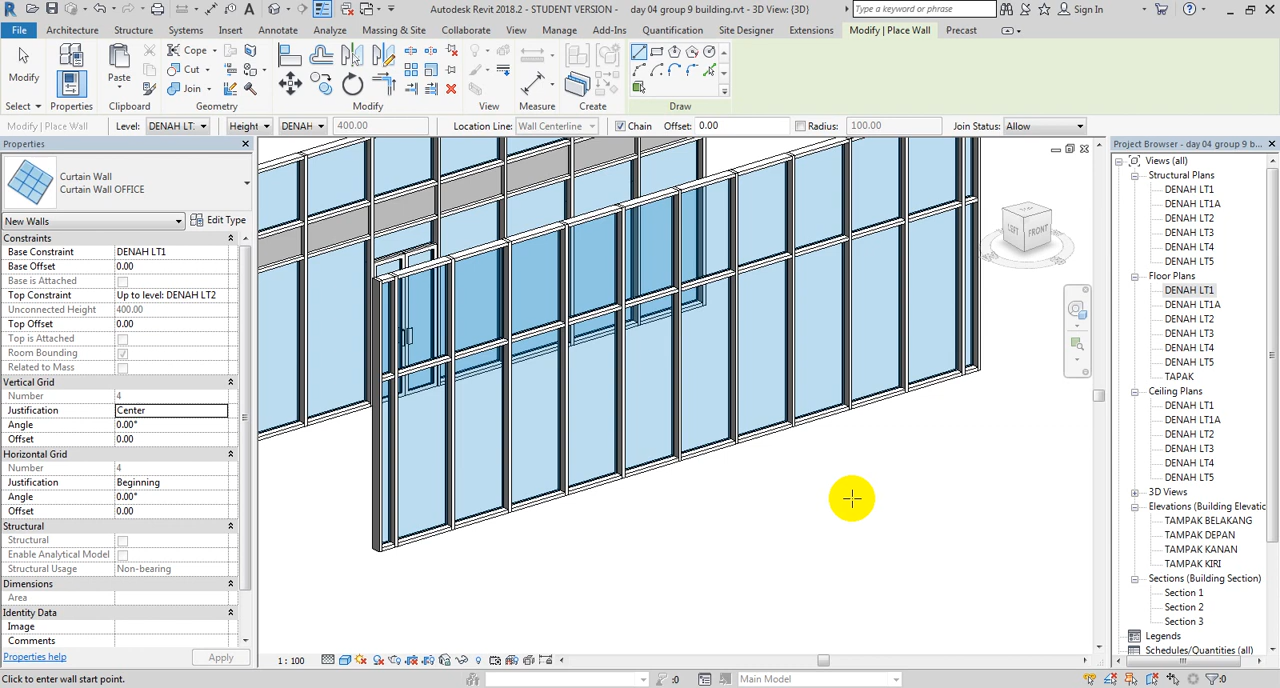 Autodesk Revit 2018.2 - STUDENT VERSION - day 04 group 9 building.rvt - 3D View: {3D}
Type a keyword or phrase
Sign In
File Architecture Structure Systems Insert Annotate Analyze Massing & Site Collaborate View Manage Add-Ins Quantification Site Designer Extensions Modify | Place Wall Precast
Modify
Properties
Paste
Cope
Cut
Join
Select Properties Clipboard Geometry Modify View Measure Create Draw
Modify | Place Wall Level: DENAH LT: Height DENAH 400.00 Location Line: Wall Centerline Chain Offset: 0.00 Radius: 100.00 Join Status: Allow
Properties
Curtain Wall
Curtain Wall OFFICE
New Walls Edit Type
Constraints
Base Constraint DENAH LT1
Base Offset 0.00
Base is Attached
Top Constraint Up to level: DENAH LT2
Unconnected Height 400.00
Top Offset 0.00
Top is Attached
Room Bounding
Related to Mass
Vertical Grid
Number 4
Justification Center
Angle 0.00°
Offset 0.00
Horizontal Grid
Number 4
Justification Beginning
Angle 0.00°
Offset 0.00
Structural
Structural
Enable Analytical Model
Structural Usage Non-bearing
Dimensions
Area
Identity Data
Image
Comments
Properties help Apply
LEFT FRONT
1 : 100
Project Browser - day 04 group 9 b...
Views (all)
Structural Plans
DENAH LT1
DENAH LT1A
DENAH LT2
DENAH LT3
DENAH LT4
DENAH LT5
Floor Plans
DENAH LT1
DENAH LT1A
DENAH LT2
DENAH LT3
DENAH LT4
DENAH LT5
TAPAK
Ceiling Plans
DENAH LT1
DENAH LT1A
DENAH LT2
DENAH LT3
DENAH LT4
DENAH LT5
3D Views
Elevations (Building Elevatic
TAMPAK BELAKANG
TAMPAK DEPAN
TAMPAK KANAN
TAMPAK KIRI
Sections (Building Section)
Section 1
Section 2
Section 3
Legends
Schedules/Quantities (all)
Click to enter wall start point. :0 Main Model :0